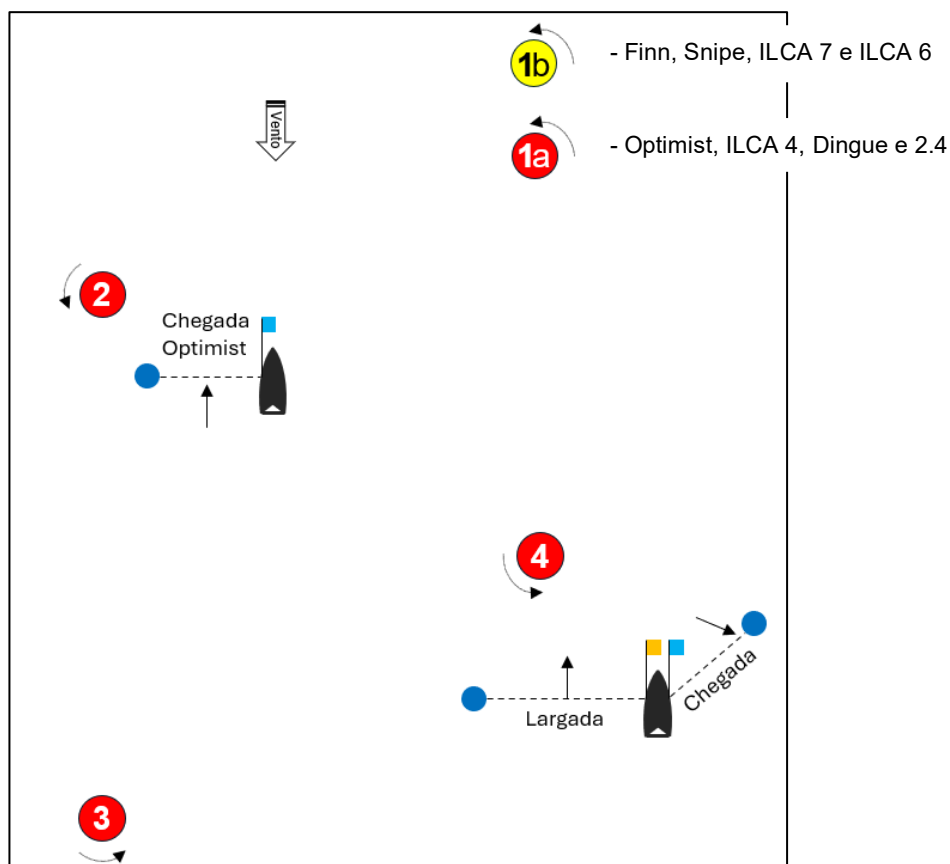 1b
- Finn, Snipe, ILCA 7 e ILCA 6
Vento
1a
- Optimist, ILCA 4, Dingue e 2.4
2
Chegada
Optimist
4
Chegada
Largada
3